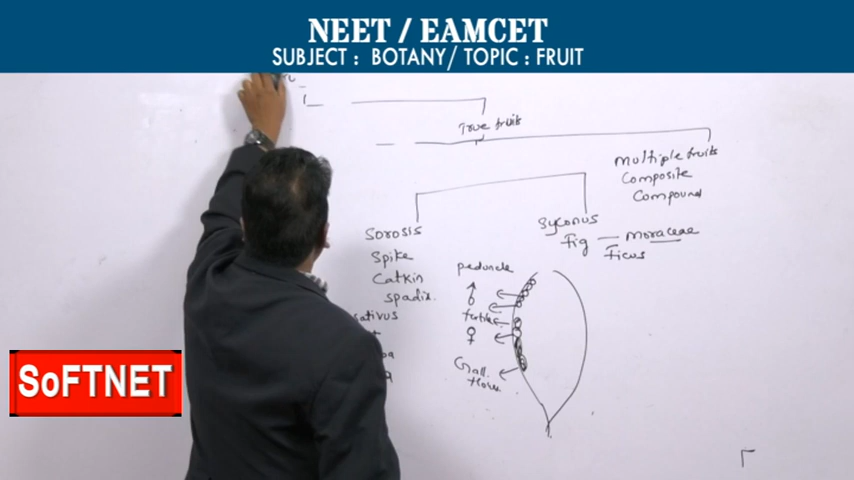 NEET / EAMCET
SUBJECT : BOTANY/ TOPIC : FRUIT
True fruits
multiple fruits
Composite
Compound
Sorosis
Spike
Catkin
spadix.
sativus
Syconus
fig — moraceae
Ficus
peduncle
fertile
Gall.
SoFTNET